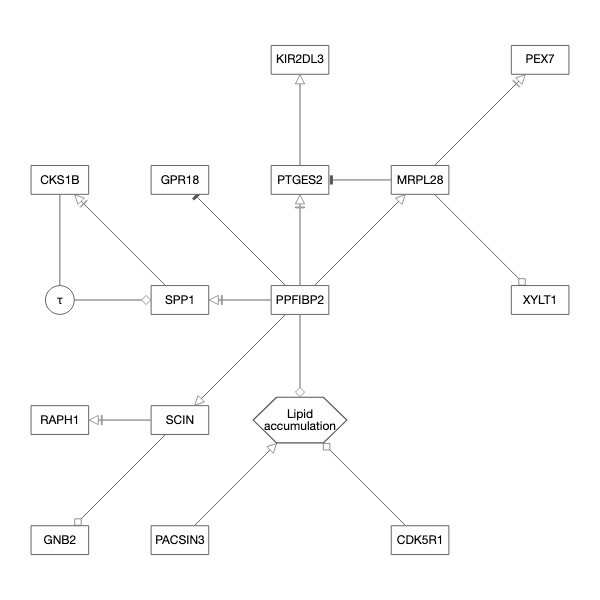 KIR2DL3
PEX7
CKS1B
GPR18
PTGES2
MRPL28
τ
SPP1
PPFIBP2
XYLT1
RAPH1
SCIN
Lipid
accumulation
GNB2
PACSIN3
CDK5R1